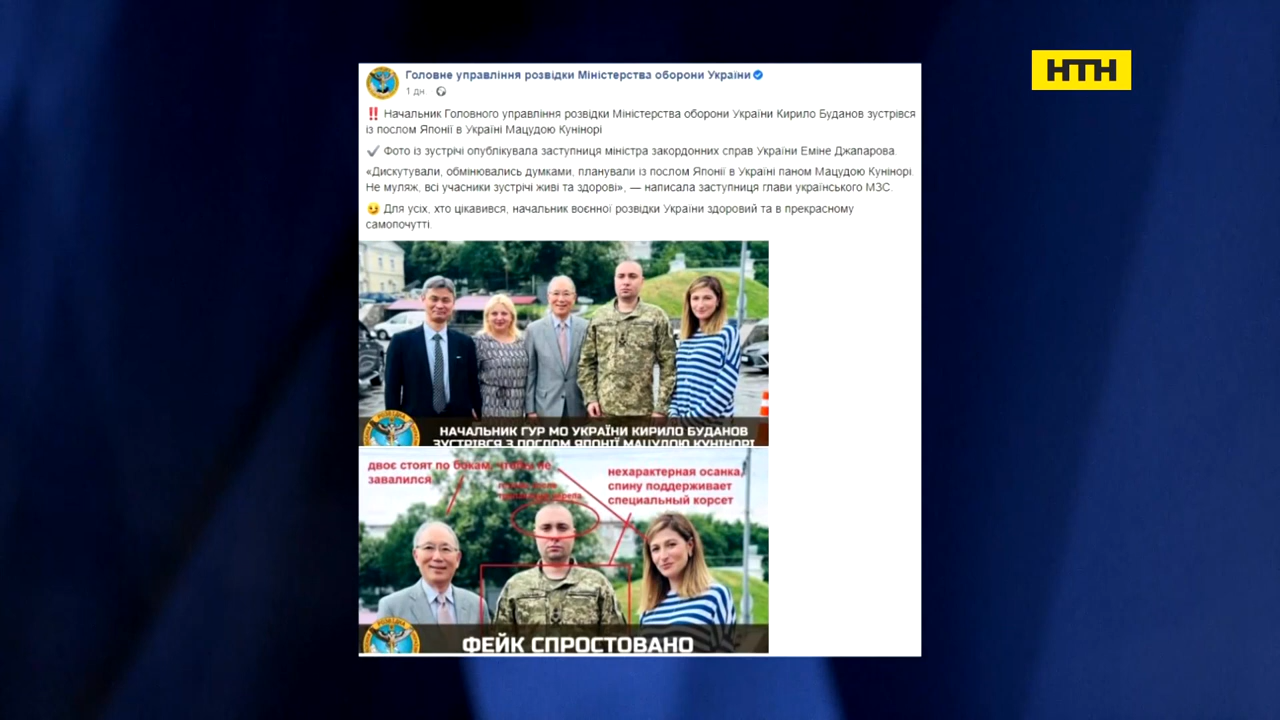 НТН
Головне управління розвідки Міністерства оборони України
1 дн.
‼ Начальник Головного управління розвідки Міністерства оборони України Кирило Буданов зустрівся
із послом Японії в Україні Мацудою Кунінорі
✔ Фото із зустрічі опублікувала заступниця міністра закордонних справ України Еміне Джапарова.
«Дискутували, обмінювались думками, планували із послом Японії в Україні паном Мацудою Кунінорі.
Не муляж, всі учасники зустрічі живі та здорові», — написала заступниця глави українського МЗС.
😏 Для усіх, хто цікавився, начальник воєнної розвідки України здоровий та в прекрасному
самопочутті.
НАЧАЛЬНИК ГУР МО УКРАЇНИ КИРИЛО БУДАНОВ
ЗУСТРІВСЯ З ПОСЛОМ ЯПОНІЇ МАЦУДОЮ КУНІНОРІ
двоє стоят по бокам, чтобы не
завалился
нехарактерная осанка,
спину поддерживает
специальный корсет
ФЕЙК СПРОСТОВАНО